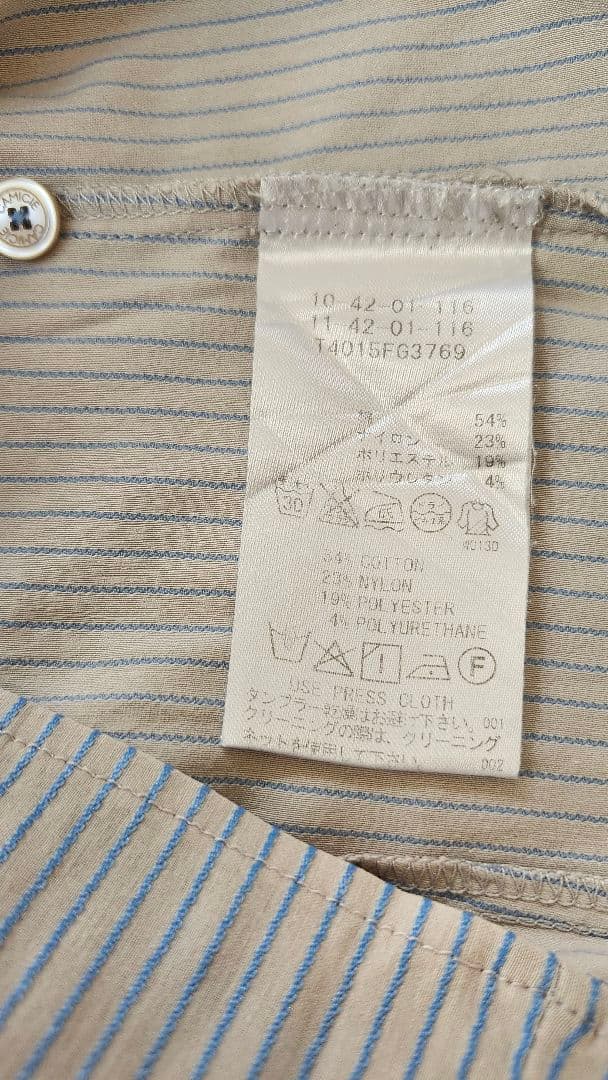 CAMICIE
CAMICIE
10-42-01-116
11-42-01-116
T4015FG3769
54%
ナイロン 23%
ポリエステル 19%
ポリウレタン 4%
30
4013D
54% COTTON
23% NYLON
19% POLYESTER
4% POLYURETHANE
F
USE PRESS CLOTH
タンブラー乾燥はお避け下さい。001
クリーニングの際は、クリーニング
ネットを使用して下さい。 002